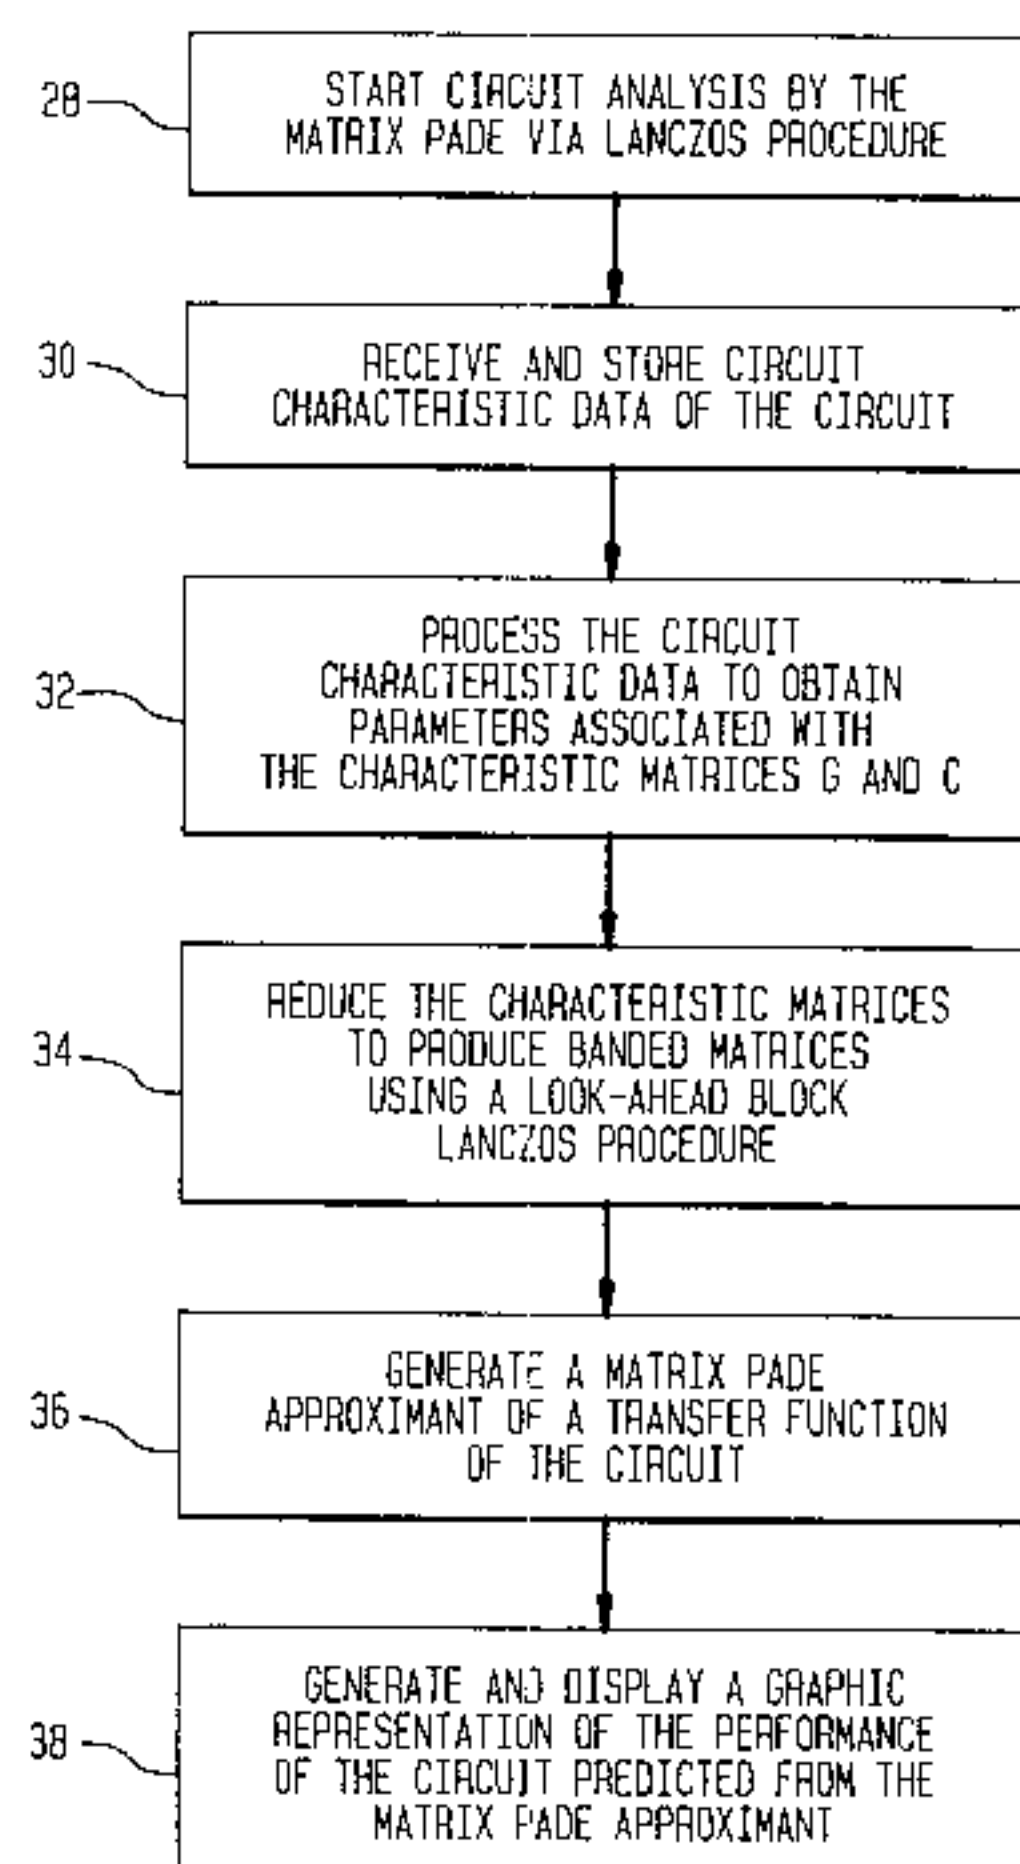 28
START CIRCUIT ANALYSIS BY THE
MATRIX PADE VIA LANCZOS PROCEDURE
30
RECEIVE AND STORE CIRCUIT
CHARACTERISTIC DATA OF THE CIRCUIT
32
PROCESS THE CIRCUIT
CHARACTERISTIC DATA TO OBTAIN
PARAMETERS ASSOCIATED WITH
THE CHARACTERISTIC MATRICES G AND C
34
REDUCE THE CHARACTERISTIC MATRICES
TO PRODUCE BANDED MATRICES
USING A LOOK-AHEAD BLOCK
LANCZOS PROCEDURE
36
GENERATE A MATRIX PADE
APPROXIMANT OF A TRANSFER FUNCTION
OF THE CIRCUIT
38
GENERATE AND DISPLAY A GRAPHIC
REPRESENTATION OF THE PERFORMANCE
OF THE CIRCUIT PREDICTED FROM THE
MATRIX PADE APPROXIMANT